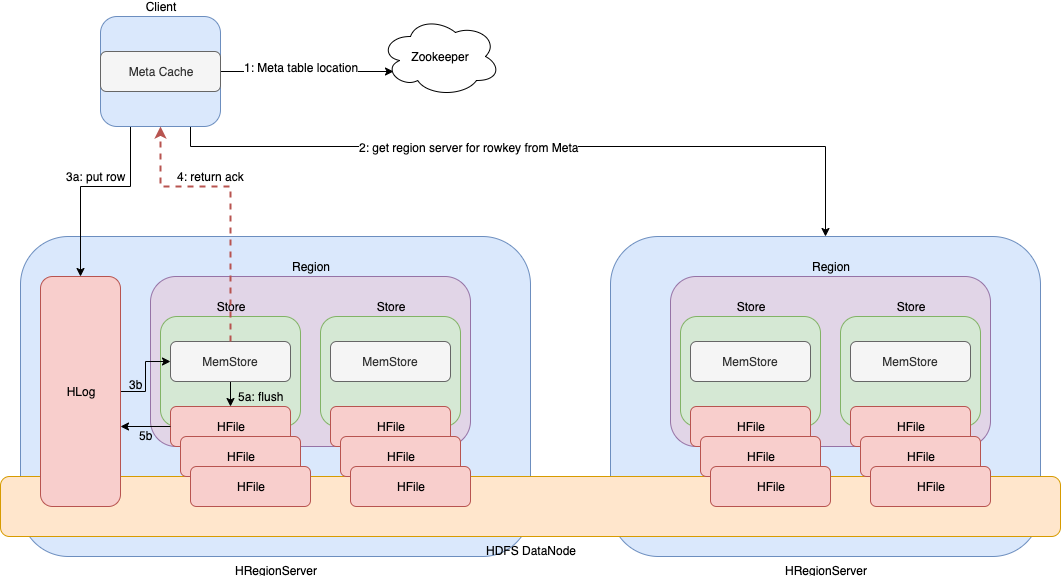 Client
Meta Cache
1: Meta table location
Zookeeper
2: get region server for rowkey from Meta
3a: put row
4: return ack
Region
Region
Store
Store
Store
Store
MemStore
MemStore
MemStore
MemStore
3b
HLog
5a: flush
HFile
HFile
HFile
HFile
5b
HFile
HFile
HFile
HFile
HFile
HFile
HFile
HFile
HDFS DataNode
HRegionServer
HRegionServer